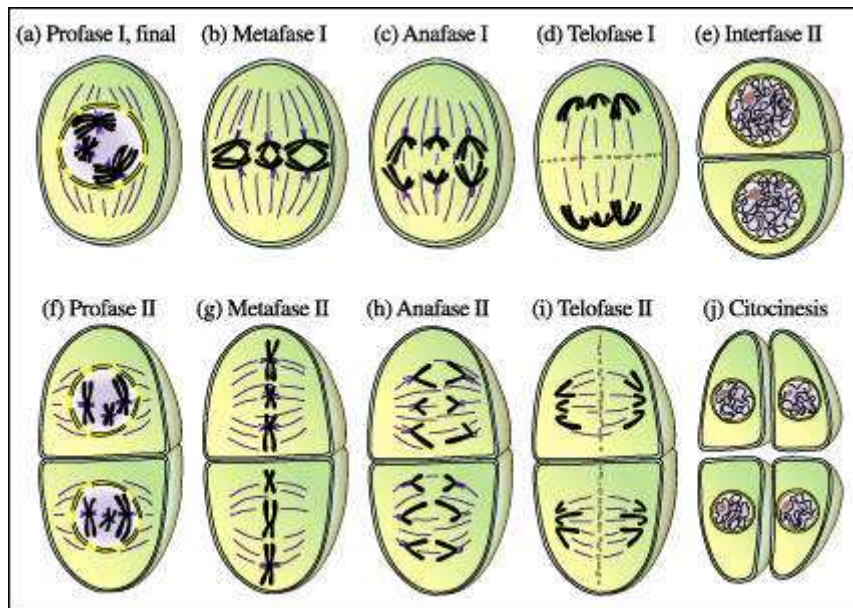 (a) Profase I, final
(b) Metafase I
(c) Anafase I
(d) Telofase I
(e) Interfase II
(f) Profase II
(g) Metafase II
(h) Anafase II
(i) Telofase II
(j) Citocinesis